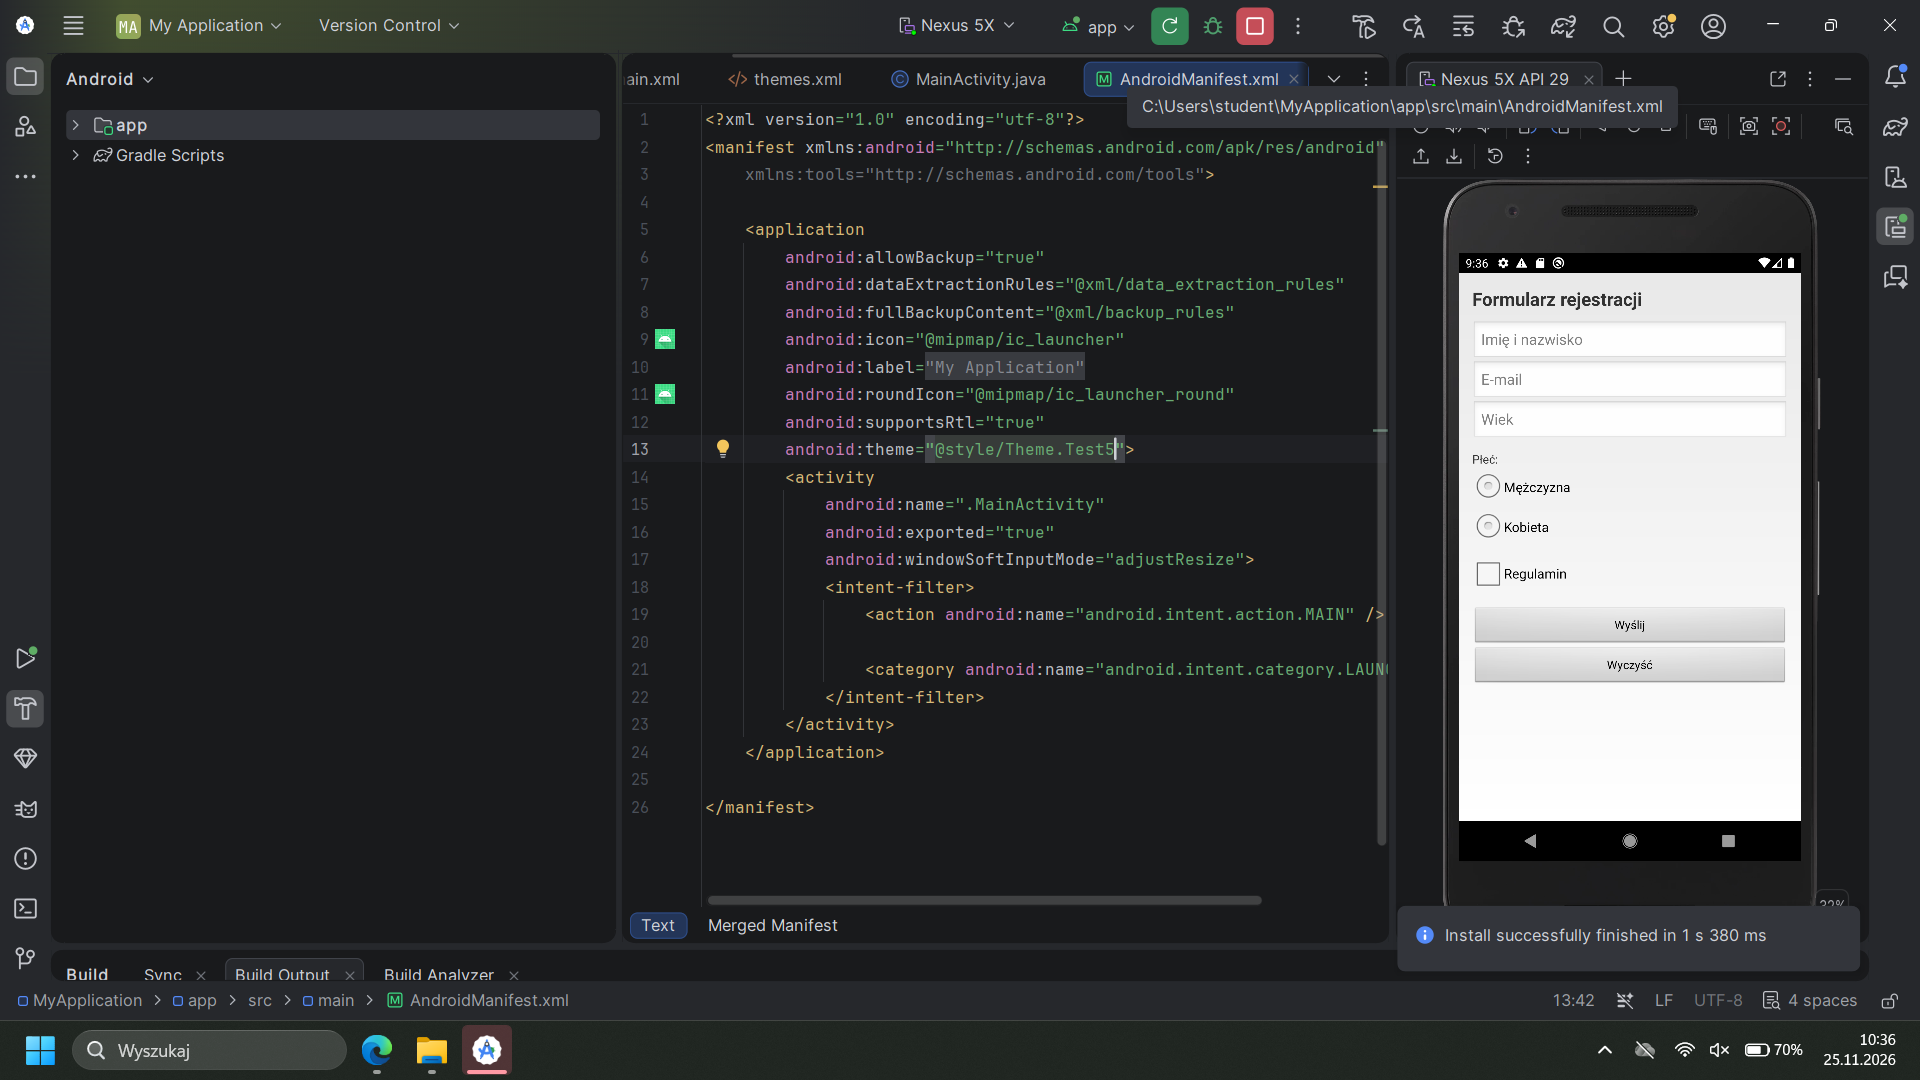 MA My Application Version Control Nexus 5X app
Android
app
Gradle Scripts
ain.xml themes.xml MainActivity.java AndroidManifest.xml
Nexus 5X API 29
C:\Users\student\MyApplication\app\src\main\AndroidManifest.xml
1 <?xml version="1.0" encoding="utf-8"?>
2 <manifest xmlns:android="http://schemas.android.com/apk/res/android"
3 xmlns:tools="http://schemas.android.com/tools">
4
5 <application
6 android:allowBackup="true"
7 android:dataExtractionRules="@xml/data_extraction_rules"
8 android:fullBackupContent="@xml/backup_rules"
9 android:icon="@mipmap/ic_launcher"
10 android:label="My Application"
11 android:roundIcon="@mipmap/ic_launcher_round"
12 android:supportsRtl="true"
13 android:theme="@style/Theme.Test5">
14 <activity
15 android:name=".MainActivity"
16 android:exported="true"
17 android:windowSoftInputMode="adjustResize">
18 <intent-filter>
19 <action android:name="android.intent.action.MAIN" />
20
21 <category android:name="android.intent.category.LAUN
22 </intent-filter>
23 </activity>
24 </application>
25
26 </manifest>
Text Merged Manifest
9:36
Formularz rejestracji
Imię i nazwisko
E-mail
Wiek
Płeć:
Mężczyzna
Kobieta
Regulamin
Wyślij
Wyczyść
Install successfully finished in 1 s 380 ms
Build Sync Build Output Build Analyzer
MyApplication > app > src > main > AndroidManifest.xml
13:42 LF UTF-8 4 spaces
Wyszukaj
70%
10:36
25.11.2026